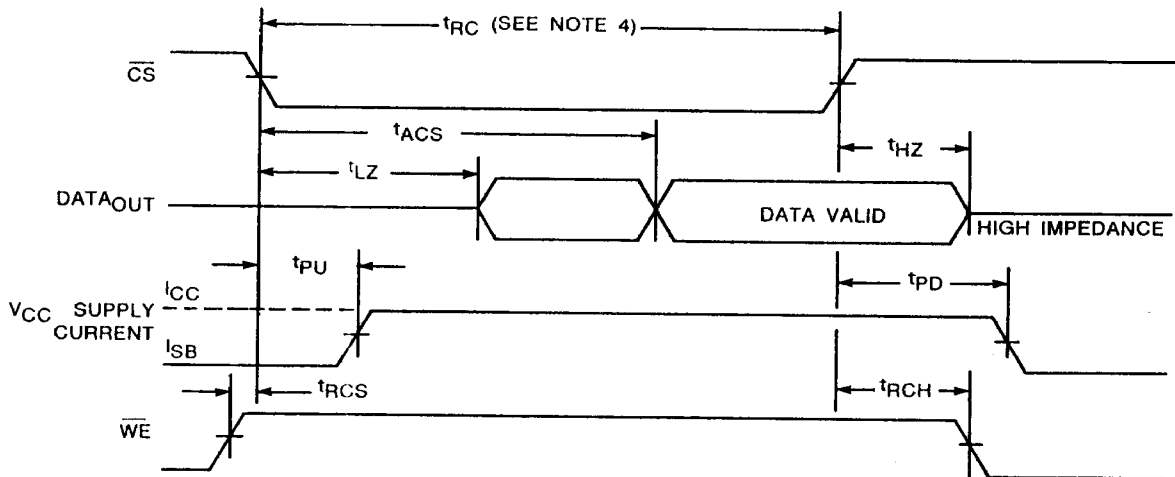 tRC (SEE NOTE 4)
CS
tACS
tHZ
tLZ
DATAOUT
DATA VALID
HIGH IMPEDANCE
tPU
tPD
ICC
VCC SUPPLY
CURRENT
ISB
tRCS
tRCH
WE